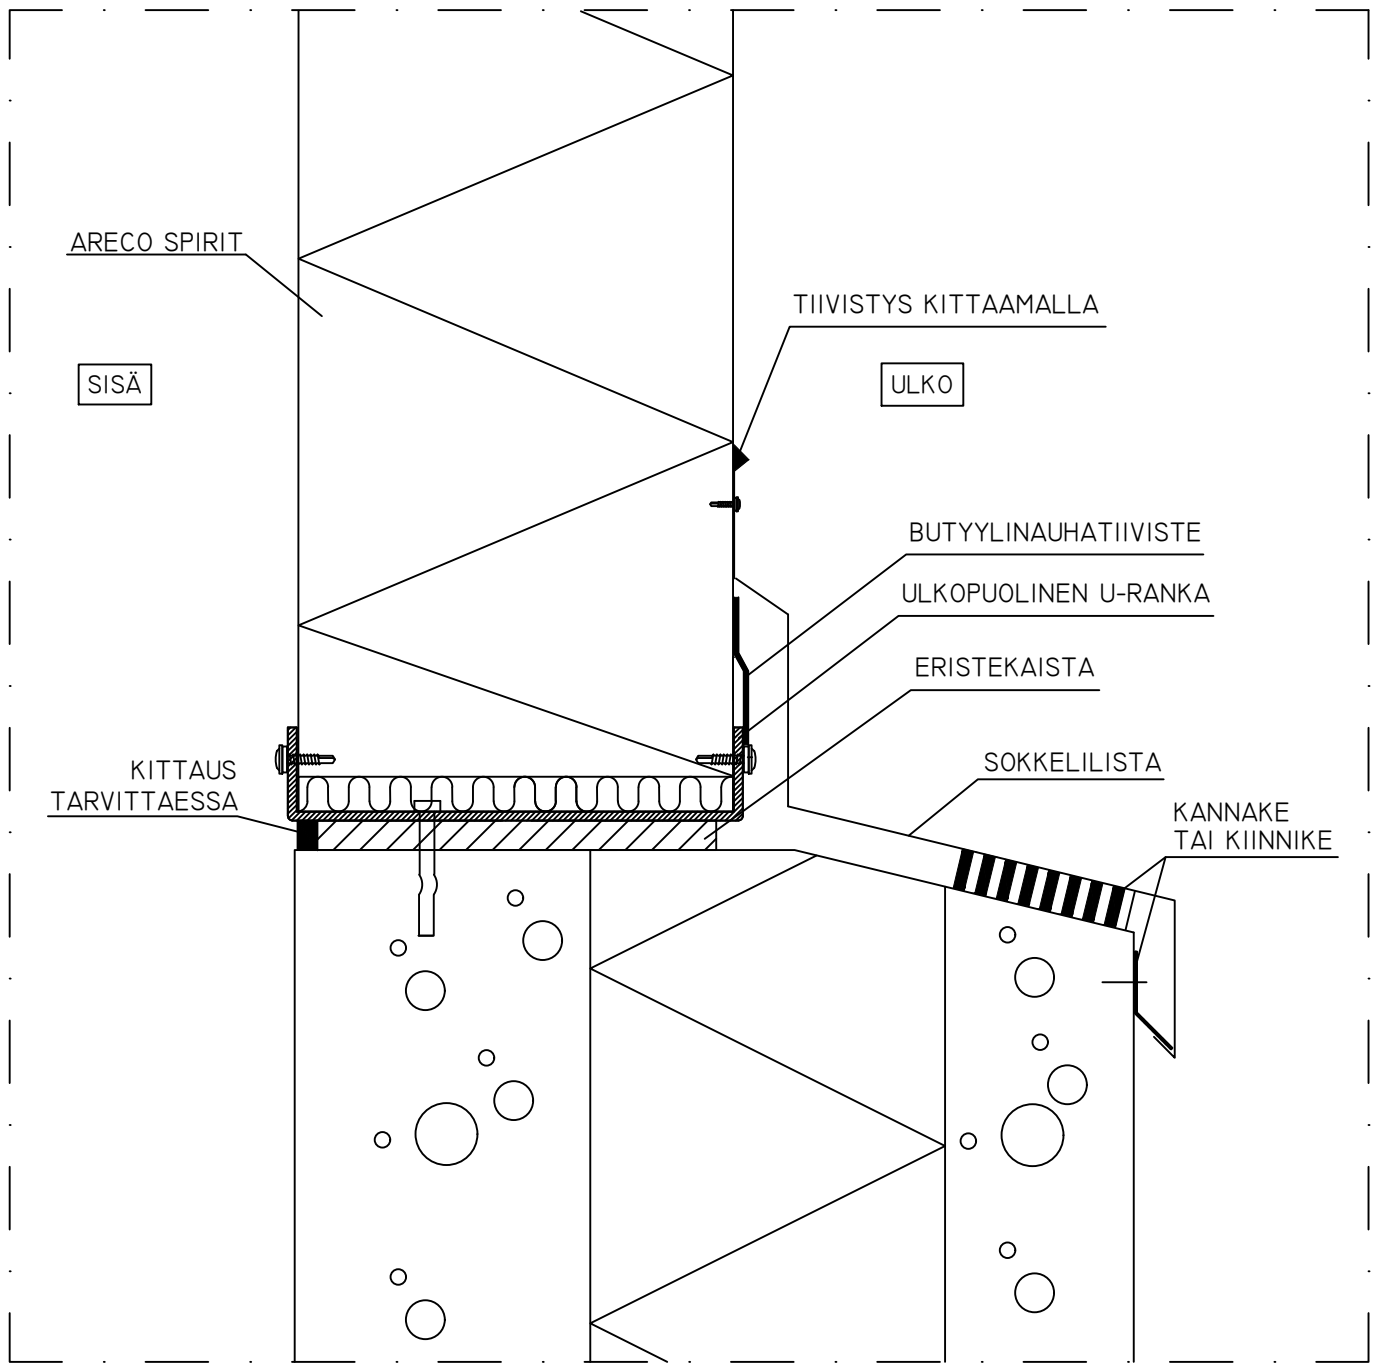 ARECO SPIRIT
TIIVISTYS KITTAAMALLA
SISÄ
ULKO
BUTYYLINAUHATIIVISTE
ULKOPUOLINEN U-RANKA
ERISTEKAISTA
SOKKELILISTA
KITTAUS
TARVITTAESSA
KANNAKE
TAI KIINNIKE